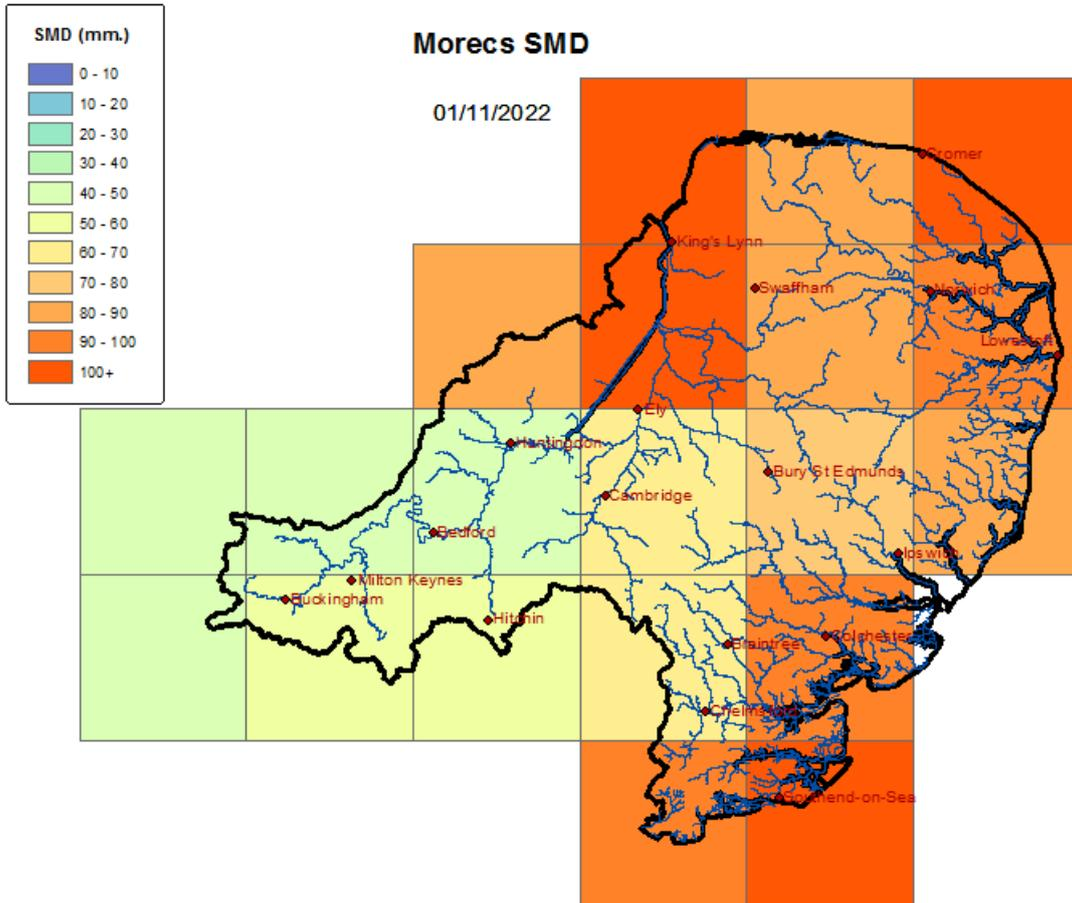 SMD (mm.)
0 - 10
10 - 20
20 - 30
30 - 40
40 - 50
50 - 60
60 - 70
70 - 80
80 - 90
90 - 100
100+
Morecs SMD
01/11/2022
Cromer
King's Lynn
Swaffham
Norwich
Lowestoft
Ely
Huntingdon
Bury St Edmunds
Cambridge
Bedford
Ipswich
Milton Keynes
Buckingham
Hitchin
Colchester
Braintree
Chelmsford
Southend-on-Sea